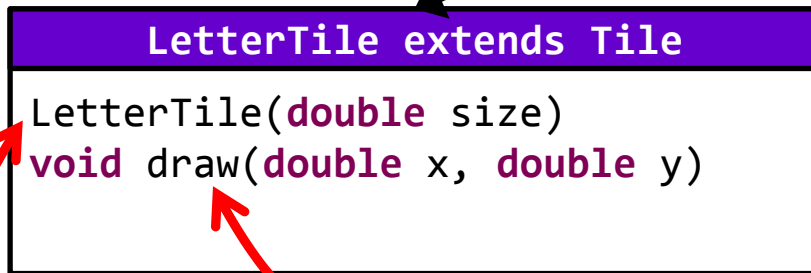 LetterTile extends Tile
LetterTile(double size)
void draw(double x, double y)